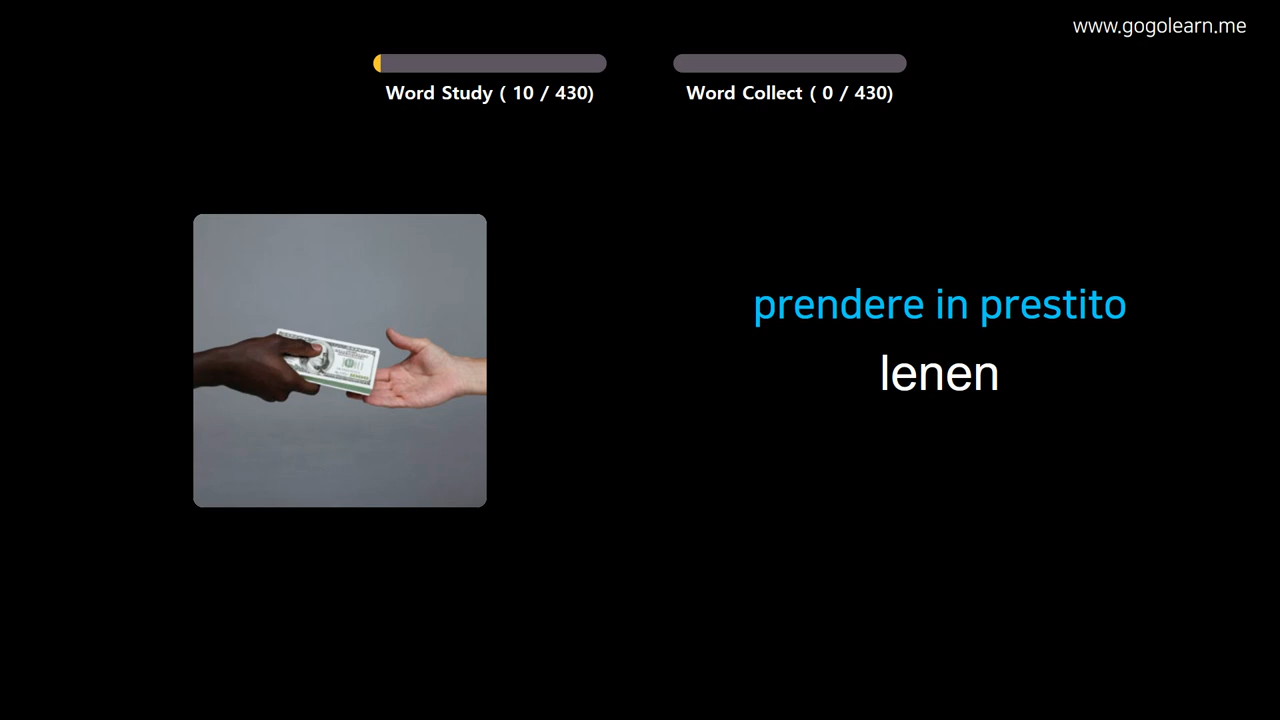 www.gogolearn.me
Word Study ( 10 / 430)
Word Collect ( 0 / 430)
prendere in prestito
lenen